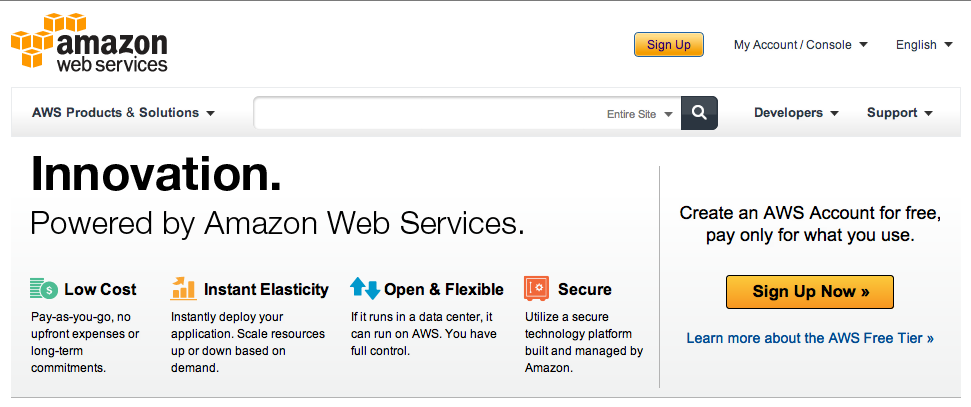 amazon
web services
Sign Up
My Account / Console
English
AWS Products & Solutions
Entire Site
Developers
Support
Innovation.
Powered by Amazon Web Services.
Low Cost
Pay-as-you-go, no
upfront expenses or
long-term
commitments.
Instant Elasticity
Instantly deploy your
application. Scale resources
up or down based on
demand.
Open & Flexible
If it runs in a data center, it
can run on AWS. You have
full control.
Secure
Utilize a secure
technology platform
built and managed by
Amazon.
Create an AWS Account for free,
pay only for what you use.
Sign Up Now »
Learn more about the AWS Free Tier »